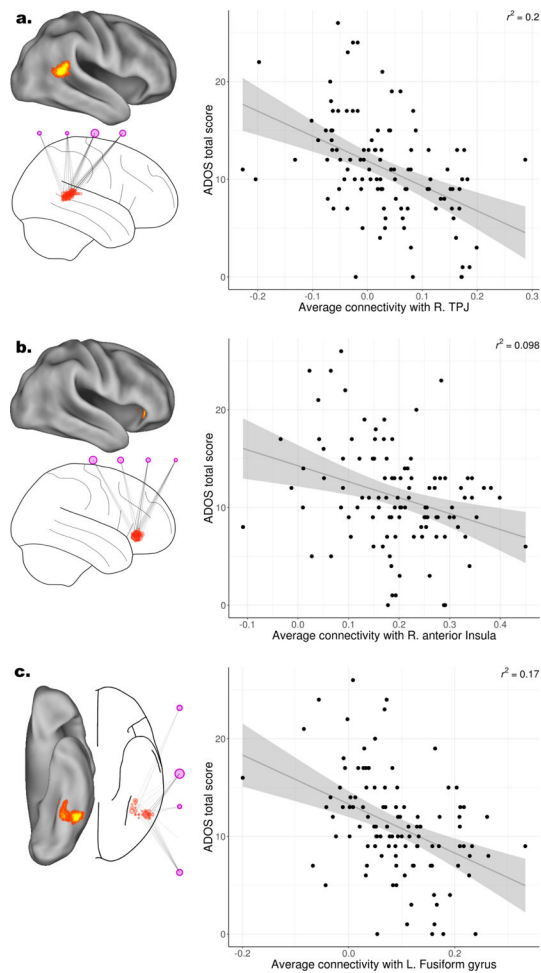 a.
r² = 0.2
ADOS total score
20
10
0
-0.2 -0.1 0.0 0.1 0.2 0.3
Average connectivity with R. TPJ
b.
r² = 0.098
ADOS total score
20
10
0
-0.1 0.0 0.1 0.2 0.3 0.4
Average connectivity with R. anterior Insula
c.
r² = 0.17
ADOS total score
20
10
0
-0.2 0.0 0.2
Average connectivity with L. Fusiform gyrus